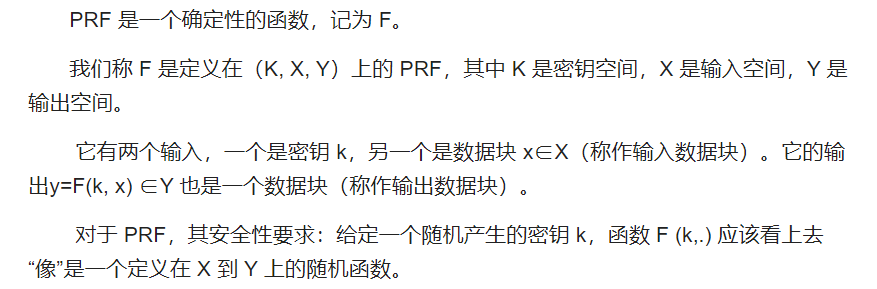 PRF 是一个确定性的函数，记为 F。
我们称 F 是定义在（K, X, Y）上的 PRF，其中 K 是密钥空间，X 是输入空间，Y 是
输出空间。
它有两个输入，一个是密钥 k，另一个是数据块 x∈X（称作输入数据块）。它的输
出y=F(k, x) ∈Y 也是一个数据块（称作输出数据块）。
对于 PRF，其安全性要求：给定一个随机产生的密钥 k，函数 F (k,.) 应该看上去
“像”是一个定义在 X 到 Y 上的随机函数。